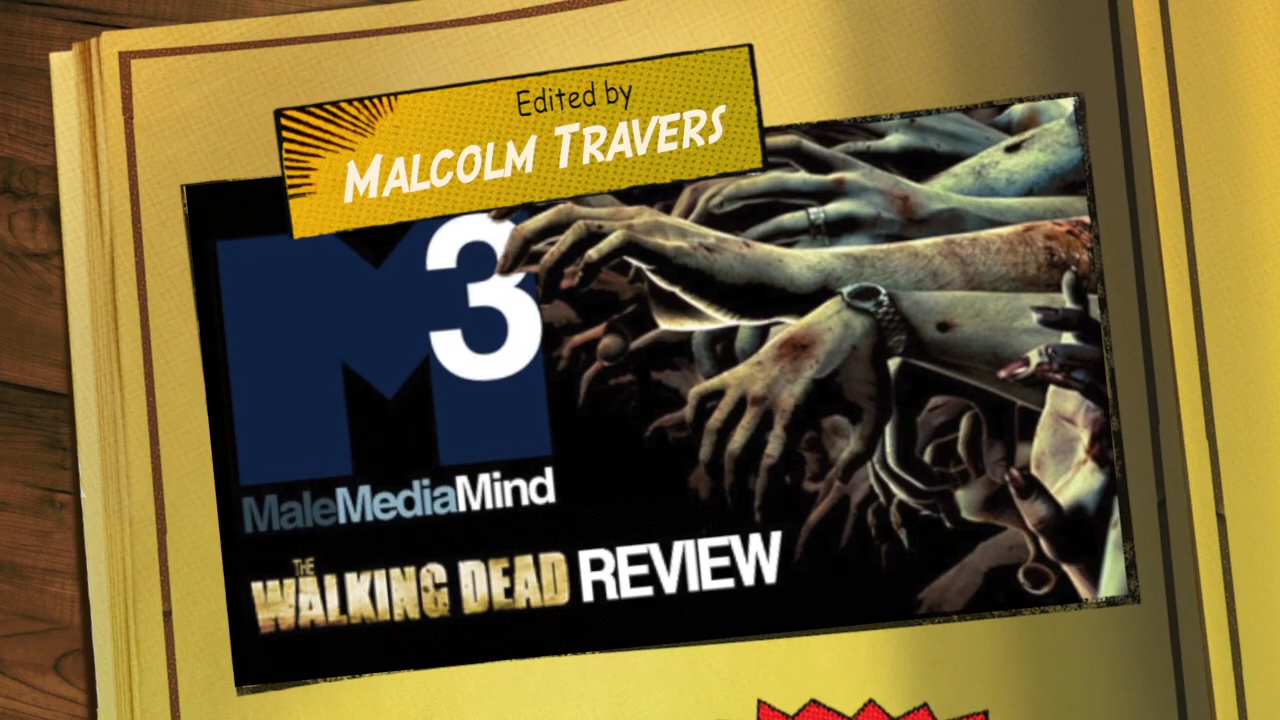 Edited by
MALCOLM TRAVERS
M3
MaleMediaMind
THE
WALKING DEAD REVIEW